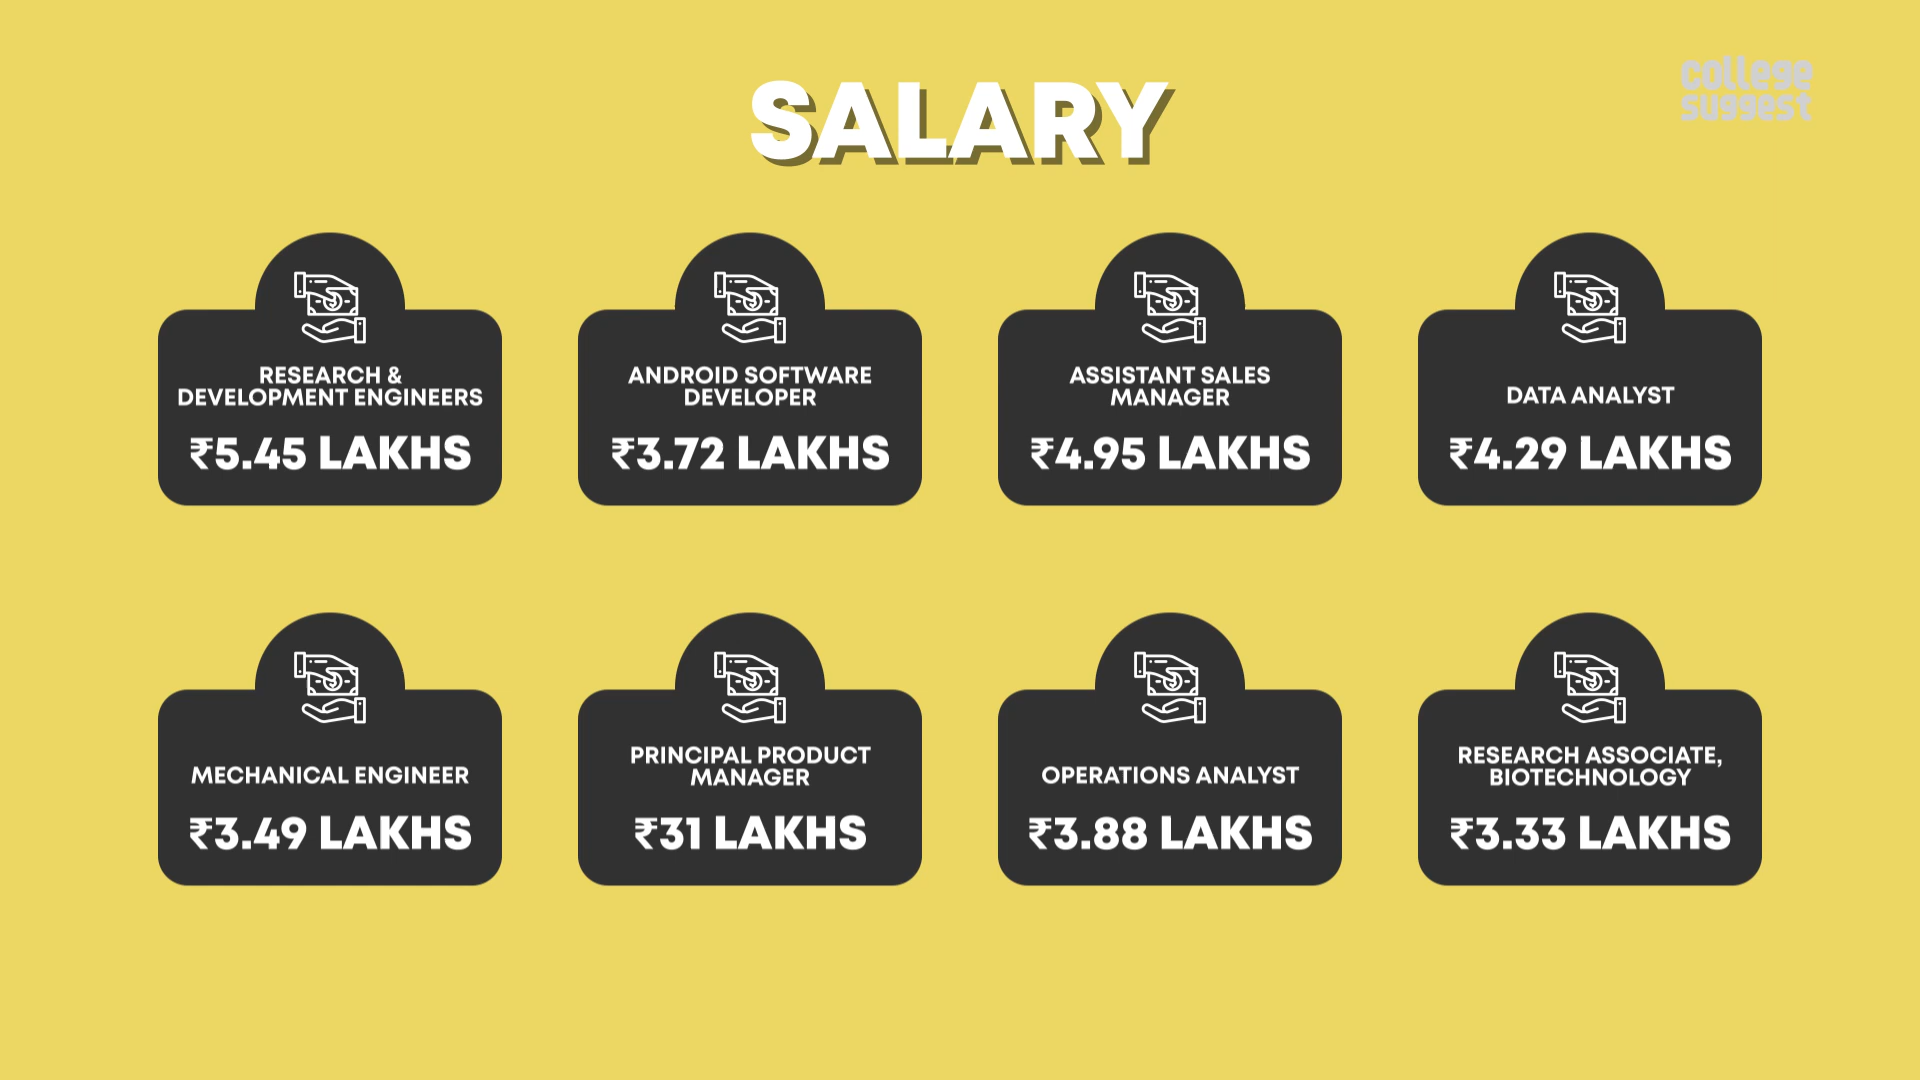 SALARY
college
suggest
RESEARCH &
DEVELOPMENT ENGINEERS
₹5.45 LAKHS
ANDROID SOFTWARE
DEVELOPER
₹3.72 LAKHS
ASSISTANT SALES
MANAGER
₹4.95 LAKHS
DATA ANALYST
₹4.29 LAKHS
MECHANICAL ENGINEER
₹3.49 LAKHS
PRINCIPAL PRODUCT
MANAGER
₹31 LAKHS
OPERATIONS ANALYST
₹3.88 LAKHS
RESEARCH ASSOCIATE,
BIOTECHNOLOGY
₹3.33 LAKHS